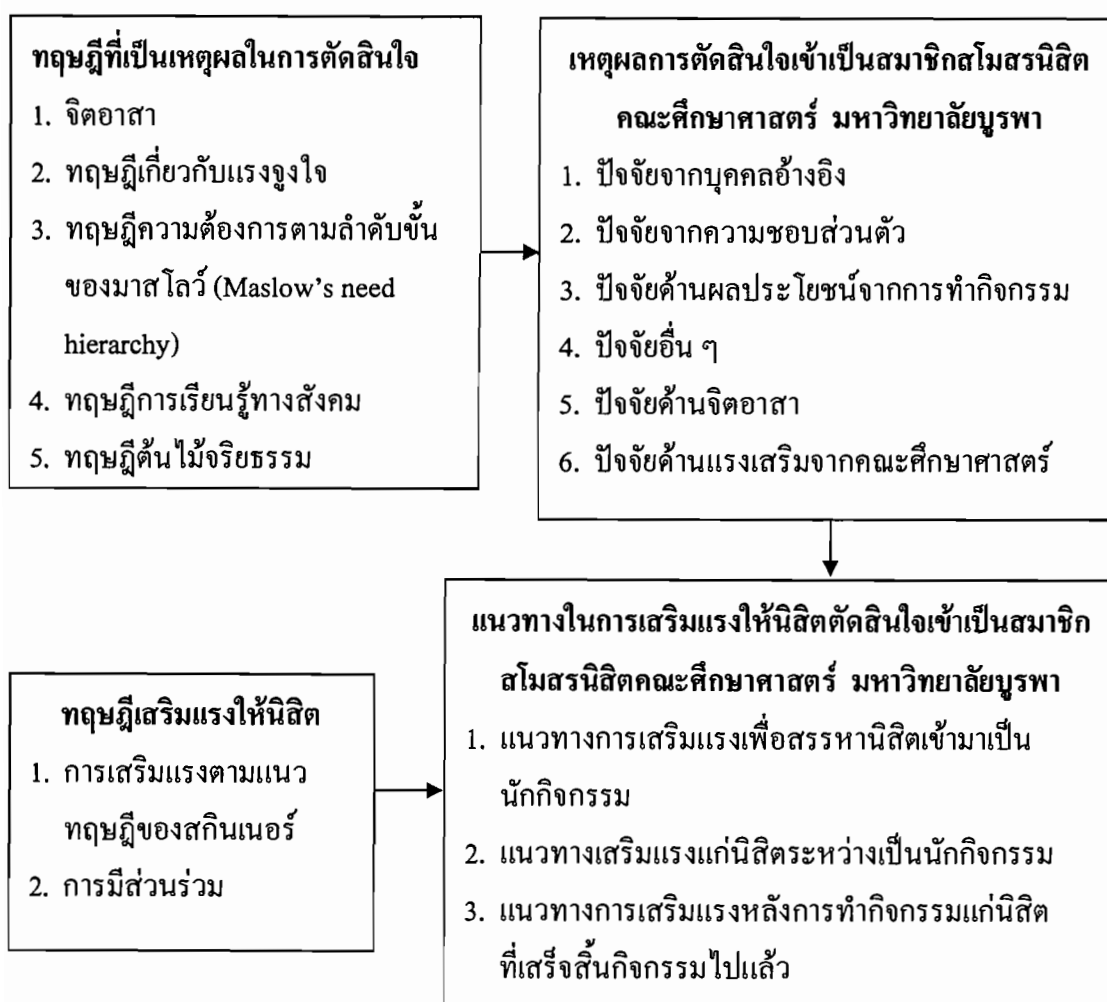 ทฤษฎีที่เป็นเหตุผลในการตัดสินใจ
1. จิตอาสา
2. ทฤษฎีเกี่ยวกับแรงจูงใจ
3. ทฤษฎีความต้องการตามลำดับขั้น
ของมาสโลว์ (Maslow's need
hierarchy)
4. ทฤษฎีการเรียนรู้ทางสังคม
5. ทฤษฎีต้นไม้จริยธรรม
เหตุผลการตัดสินใจเข้าเป็นสมาชิกสโมสรนิสิต
คณะศึกษาศาสตร์ มหาวิทยาลัยบูรพา
1. ปัจจัยจากบุคคลอ้างอิง
2. ปัจจัยจากความชอบส่วนตัว
3. ปัจจัยด้านผลประโยชน์จากการทำกิจกรรม
4. ปัจจัยอื่น ๆ
5. ปัจจัยด้านจิตอาสา
6. ปัจจัยด้านแรงเสริมจากคณะศึกษาศาสตร์
ทฤษฎีเสริมแรงให้นิสิต
1. การเสริมแรงตามแนว
ทฤษฎีของสกินเนอร์
2. การมีส่วนร่วม
แนวทางในการเสริมแรงให้นิสิตตัดสินใจเข้าเป็นสมาชิก
สโมสรนิสิตคณะศึกษาศาสตร์ มหาวิทยาลัยบูรพา
1. แนวทางการเสริมแรงเพื่อสรรหานิสิตเข้ามาเป็น
นักกิจกรรม
2. แนวทางเสริมแรงแก่นิสิตระหว่างเป็นนักกิจกรรม
3. แนวทางการเสริมแรงหลังการทำกิจกรรมแก่นิสิต
ที่เสร็จสิ้นกิจกรรมไปแล้ว